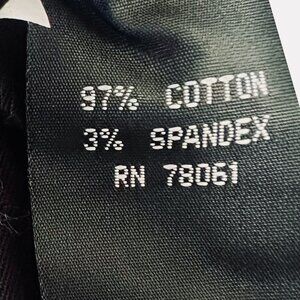 97% COTTON
3% SPANDEX
RN 78061